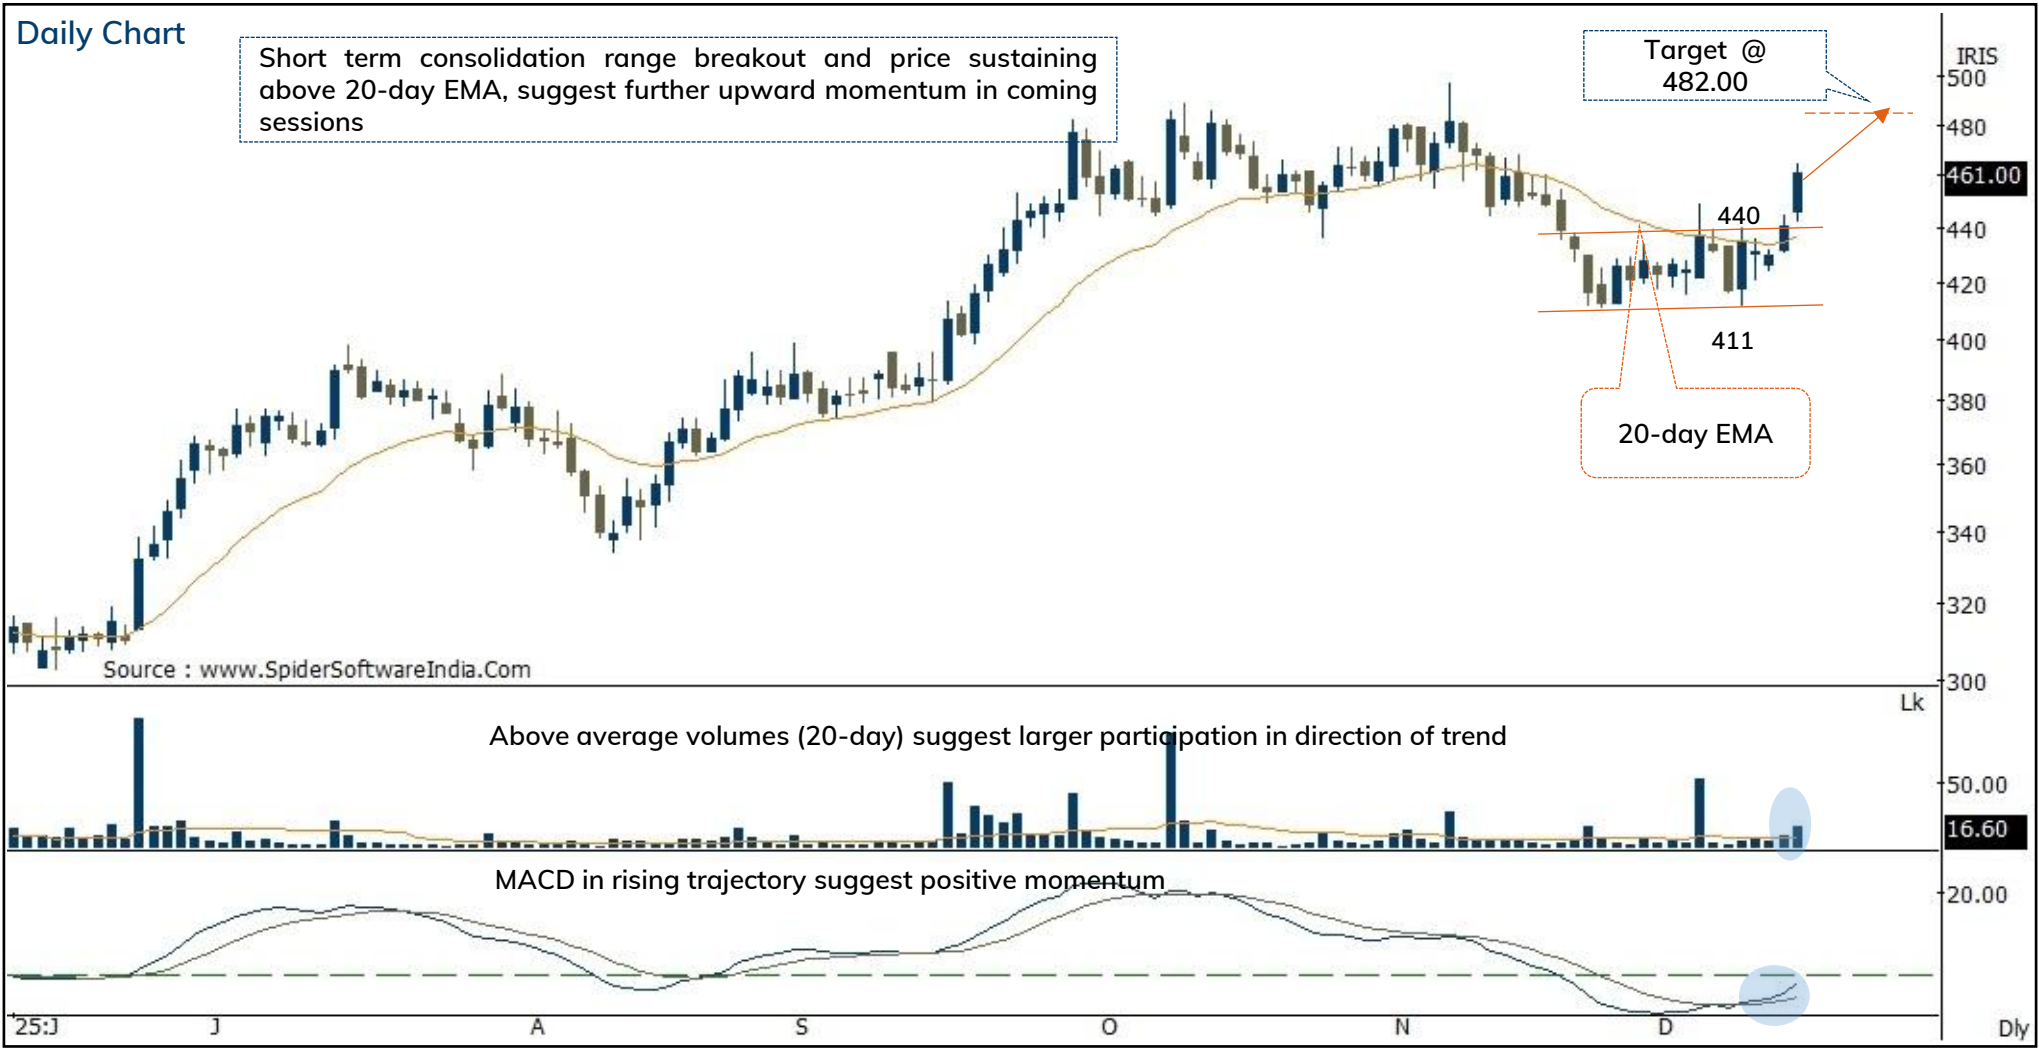 Daily Chart
Short term consolidation range breakout and price sustaining
above 20-day EMA, suggest further upward momentum in coming
sessions
Target @
482.00
IRIS
500
480
461.00
440
420
400
380
360
340
320
300
440
411
20-day EMA
Source : www.SpiderSoftwareIndia.Com
Lk
Above average volumes (20-day) suggest larger participation in direction of trend
50.00
16.60
MACD in rising trajectory suggest positive momentum
20.00
25:J J A S O N D Dly